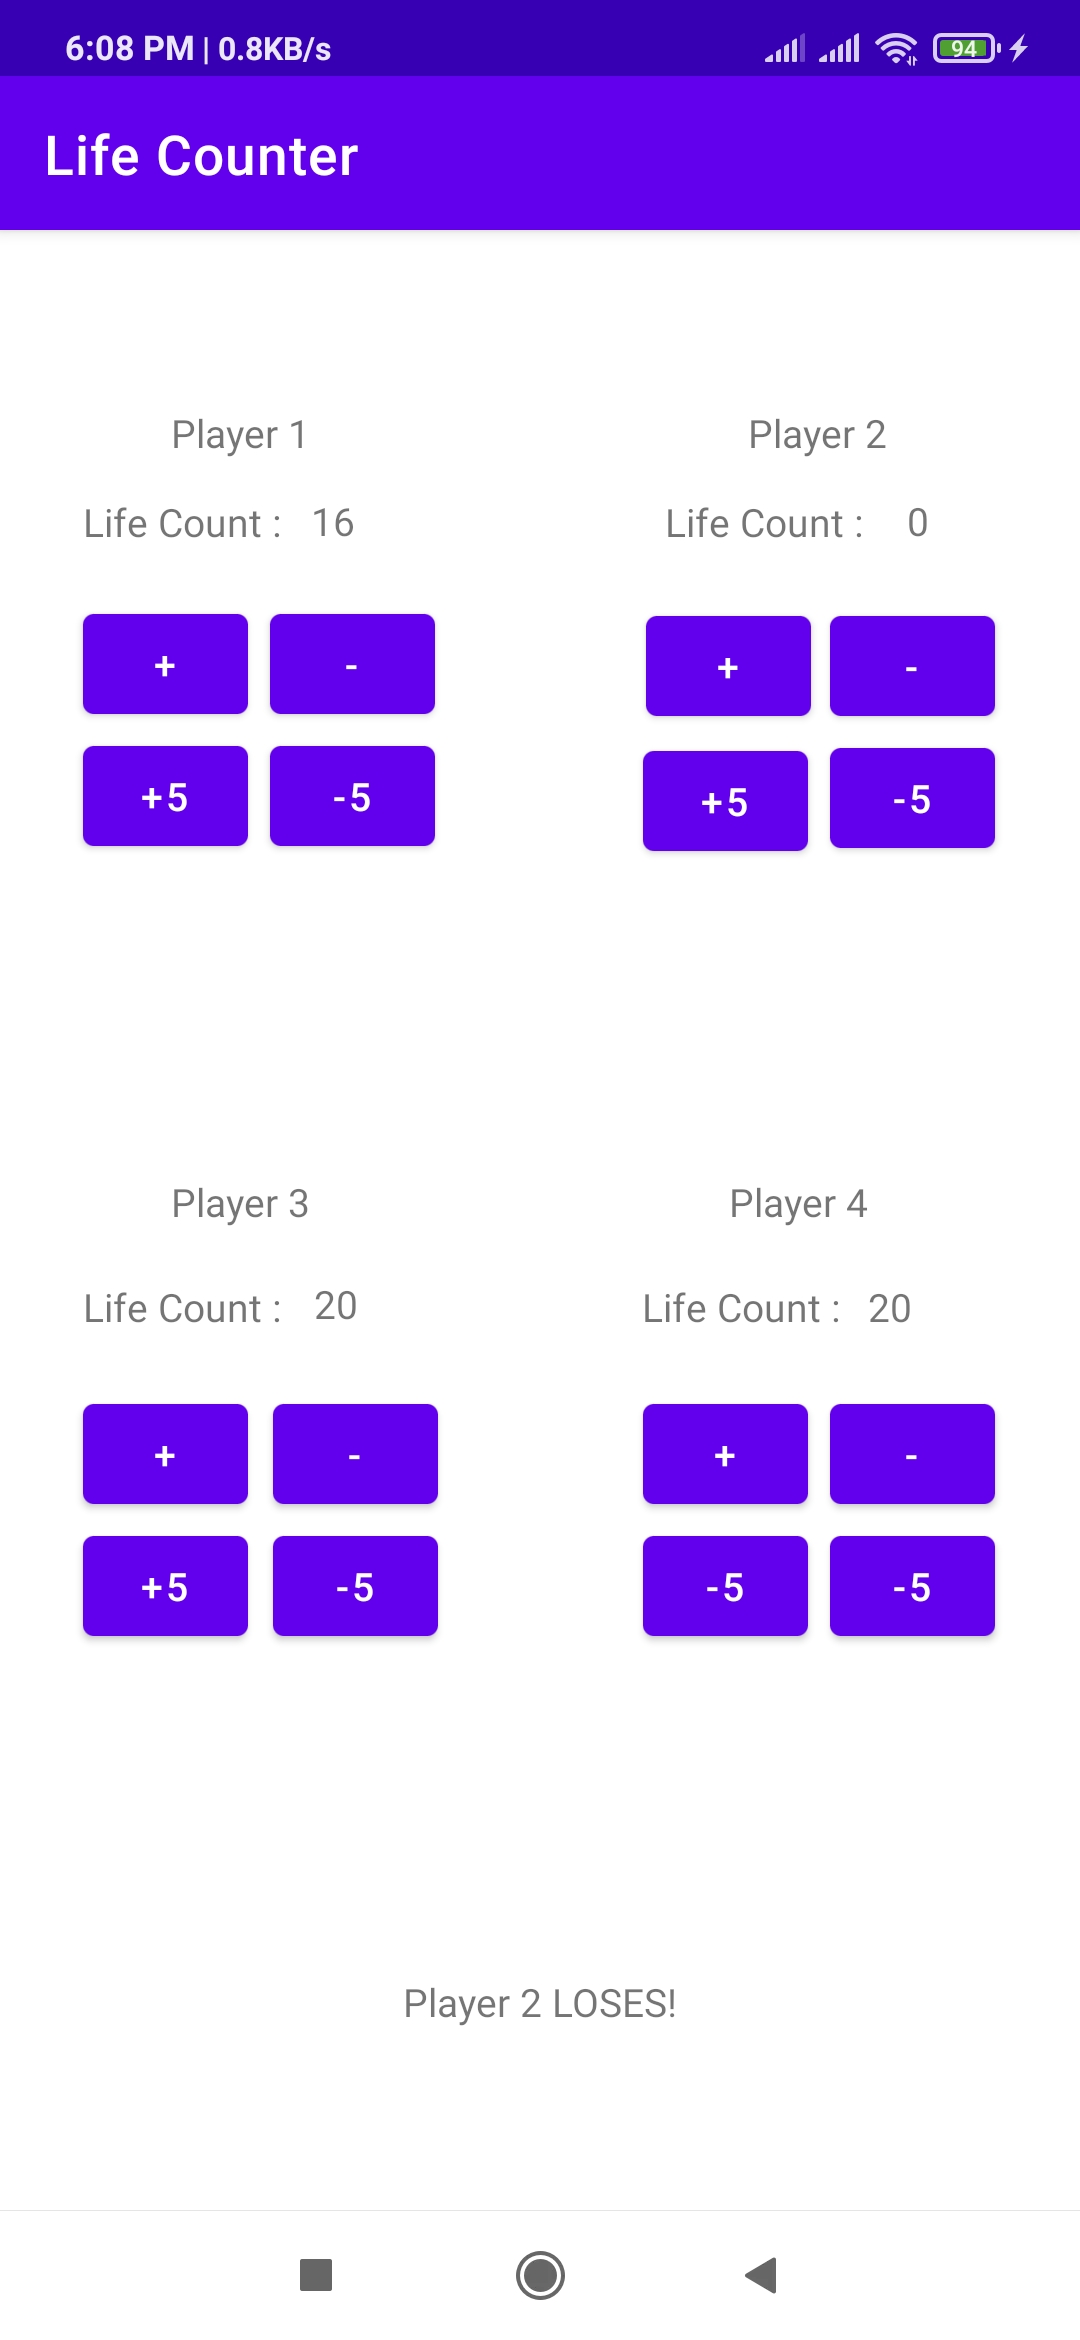 6:08 PM | 0.8KB/s 94
Life Counter
Player 1 Player 2
Life Count : 16 Life Count : 0
+ - + -
+5 -5 +5 -5
Player 3 Player 4
Life Count : 20 Life Count : 20
+ - + -
+5 -5 -5 -5
Player 2 LOSES!